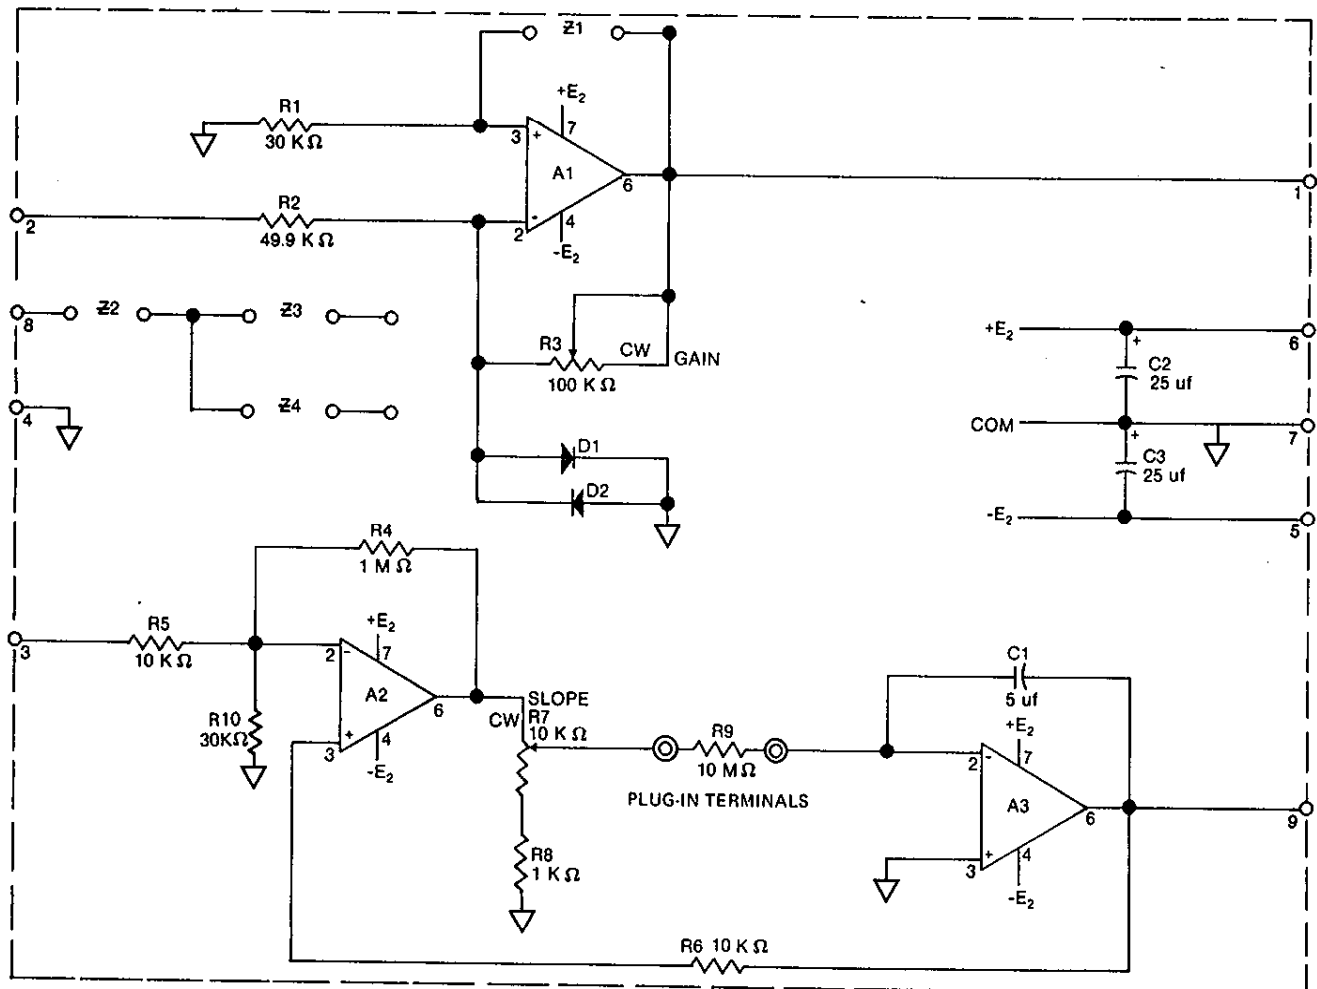 Z1
+E2
R1
30 KΩ
3
+
7
A1
6
1
R2
2
49.9 KΩ
2
-
4
-E2
8
Z2
Z3
+E2
6
+
C2
25 uf
R3
CW
GAIN
100 KΩ
4
Z4
COM
7
+
C3
25 uf
D1
D2
-E2
5
R4
1 MΩ
R5
+E2
3
10 KΩ
2
-
7
A2
6
SLOPE
CW
R7
10 KΩ
R10
30KΩ
3
+
4
-E2
C1
5 uf
R9
10 MΩ
PLUG-IN TERMINALS
+E2
2
-
7
A3
6
9
R8
1 KΩ
3
+
4
-E2
R6 10 KΩ